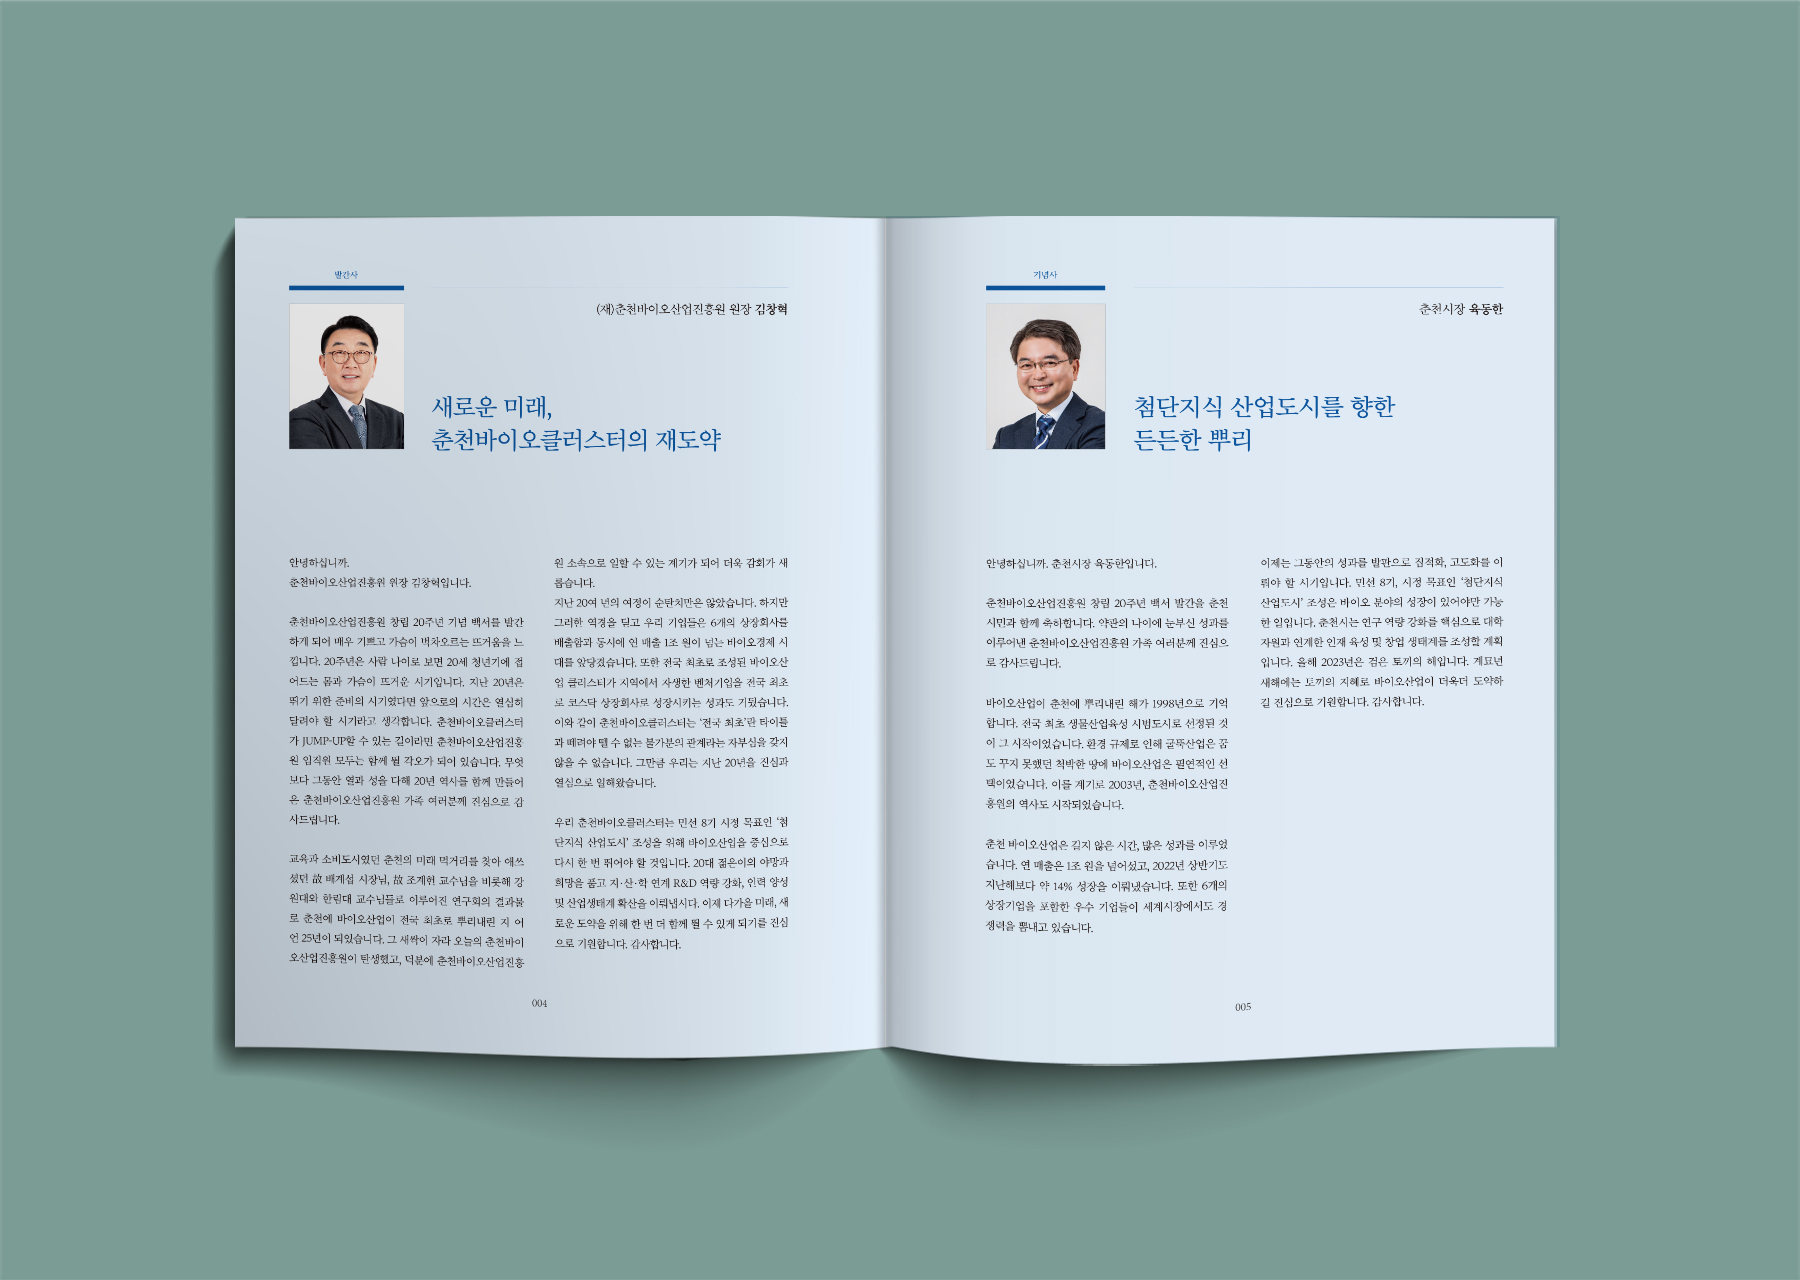 발간사
(재)춘천바이오산업진흥원 원장 김창혁
새로운 미래,
춘천바이오클러스터의 재도약
안녕하십니까.
춘천바이오산업진흥원 원장 김창혁입니다.
춘천바이오산업진흥원 창립 20주년 기념 백서를 발간
하게 되어 매우 기쁘고 가슴이 벅차오르는 뜨거움을 느
낍니다. 20주년은 사람 나이로 보면 20세 청년기에 접
어드는 몸과 가슴이 뜨거운 시기입니다. 지난 20년은
뛰기 위한 준비의 시기였다면 앞으로의 시간은 열심히
달려야 할 시기라고 생각합니다. 춘천바이오클러스터
가 JUMP-UP할 수 있는 길이라면 춘천바이오산업진흥
원 임직원 모두는 함께 뛸 각오가 되어 있습니다. 무엇
보다 그동안 열과 성을 다해 20년 역사를 함께 만들어
온 춘천바이오산업진흥원 가족 여러분께 진심으로 감
사드립니다.
교육과 소비도시였던 춘천의 미래 먹거리를 찾아 애쓰
셨던 故 배계섭 시장님, 故 조계현 교수님을 비롯해 강
원대와 한림대 교수님들로 이루어진 연구회의 결과물
로 춘천에 바이오산업이 전국 최초로 뿌리내린 지 어
언 25년이 되었습니다. 그 새싹이 자라 오늘의 춘천바이
오산업진흥원이 탄생했고, 덕분에 춘천바이오산업진흥
원 소속으로 일할 수 있는 계기가 되어 더욱 감회가 새
롭습니다.
지난 20여 년의 여정이 순탄치만은 않았습니다. 하지만
그러한 역경을 딛고 우리 기업들은 6개의 상장회사를
배출함과 동시에 연 매출 1조 원이 넘는 바이오경제 시
대를 앞당겼습니다. 또한 전국 최초로 조성된 바이오산
업 클러스터가 지역에서 자생한 벤처기업을 전국 최초
로 코스닥 상장회사로 성장시키는 성과도 기뒀습니다.
이와 같이 춘천바이오클러스터는 ‘전국 최초’란 타이틀
과 떼려야 뗄 수 없는 불가분의 관계라는 자부심을 갖지
않을 수 없습니다. 그만큼 우리는 지난 20년을 진심과
열심으로 일해왔습니다.
우리 춘천바이오클러스터는 민선 8기 시정 목표인 ‘첨
단지식 산업도시’ 조성을 위해 바이오산업을 중심으로
다시 한 번 뛰어야 할 것입니다. 20대 젊은이의 야망과
희망을 품고 지·산·학 연계 R&D 역량 강화, 인력 양성
및 산업생태계 확산을 이뤄냅시다. 이제 다가올 미래, 새
로운 도약을 위해 한 번 더 함께 뛸 수 있게 되기를 진심
으로 기원합니다. 감사합니다.
004
기념사
춘천시장 육동한
첨단지식 산업도시를 향한
든든한 뿌리
안녕하십니까. 춘천시장 육동한입니다.
춘천바이오산업진흥원 창립 20주년 백서 발간을 춘천
시민과 함께 축하합니다. 약관의 나이에 눈부신 성과를
이루어낸 춘천바이오산업진흥원 가족 여러분께 진심으
로 감사드립니다.
바이오산업이 춘천에 뿌리내린 해가 1998년으로 기억
합니다. 전국 최초 생물산업육성 시범도시로 선정된 것
이 그 시작이었습니다. 환경 규제로 인해 굴뚝산업은 꿈
도 꾸지 못했던 척박한 땅에 바이오산업은 필연적인 선
택이었습니다. 이를 계기로 2003년, 춘천바이오산업진
흥원의 역사도 시작되었습니다.
춘천 바이오산업은 길지 않은 시간, 많은 성과를 이루었
습니다. 연 매출은 1조 원을 넘어섰고, 2022년 상반기도
지난해보다 약 14% 성장을 이뤄냈습니다. 또한 6개의
상장기업을 포함한 우수 기업들이 세계시장에서도 경
쟁력을 뽐내고 있습니다.
이제는 그동안의 성과를 발판으로 집적화, 고도화를 이
뤄야 할 시기입니다. 민선 8기, 시정 목표인 ‘첨단지식
산업도시’ 조성은 바이오 분야의 성장이 있어야만 가능
한 일입니다. 춘천시는 연구 역량 강화를 핵심으로 대학
자원과 연계한 인재 육성 및 창업 생태계를 조성할 계획
입니다. 올해 2023년은 검은 토끼의 해입니다. 계묘년
새해에는 토끼의 지혜로 바이오산업이 더욱더 도약하
길 진심으로 기원합니다. 감사합니다.
005